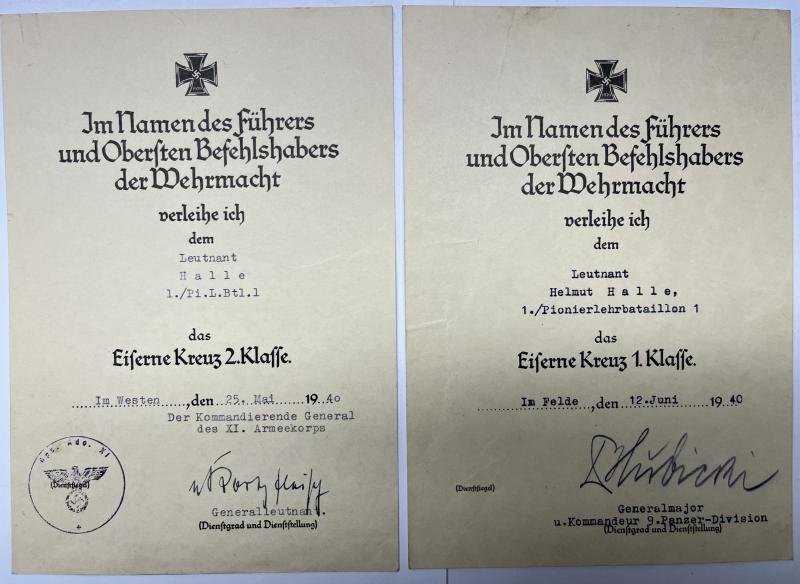 Im Namen des Führers
und Obersten Befehlshabers
der Wehrmacht
verleihe ich
dem
Leutnant
H a l l e
1./Pi.L.Btl.1
das
Eiserne Kreuz 2. Klasse.
Im Westen, den 25. Mai 1940
Der Kommandierende General
des XI. Armeekorps
(Dienstsiegel)
Generalleutnant.
(Dienstgrad und Dienststellung)
Im Namen des Führers
und Obersten Befehlshabers
der Wehrmacht
verleihe ich
dem
Leutnant
Helmut H a l l e,
1./Pionierlehrbataillon 1
das
Eiserne Kreuz 1. Klasse.
Im Felde, den 12.Juni 1940
(Dienstsiegel)
Hubicki
Generalmajor
u.Kommandeur 9.Panzer-Division
(Dienstgrad und Dienststellung)